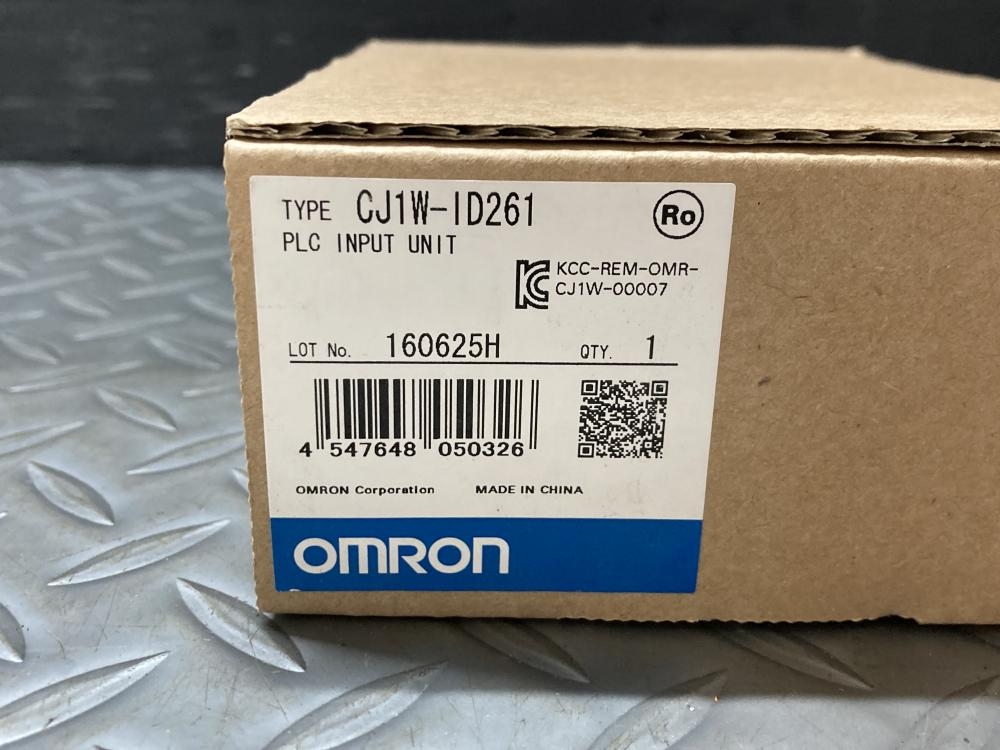 TYPE CJ1W-ID261
Ro
PLC INPUT UNIT
KCC-REM-OMR-
CJ1W-00007
LOT No. 160625H QTY. 1
4 547648 050326
OMRON Corporation MADE IN CHINA
OMRON